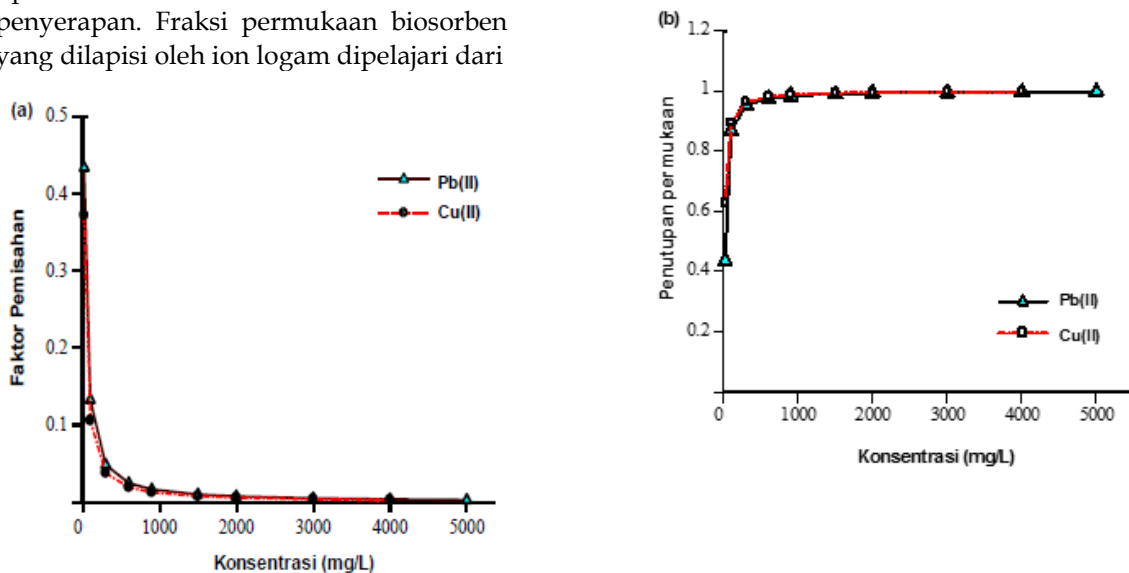 penyerapan. Fraksi permukaan biosorben
yang dilapisi oleh ion logam dipelajari dari
(a)
0.5
0.4
0.3
0.2
0.1
Faktor Pemisahan
Pb(II)
Cu(II)
0 1000 2000 3000 4000 5000
Konsentrasi (mg/L)
(b)
1.2
1
0.8
0.6
0.4
0.2
Penutupan permukaan
Pb(II)
Cu(II)
0 1000 2000 3000 4000 5000
Konsentrasi (mg/L)